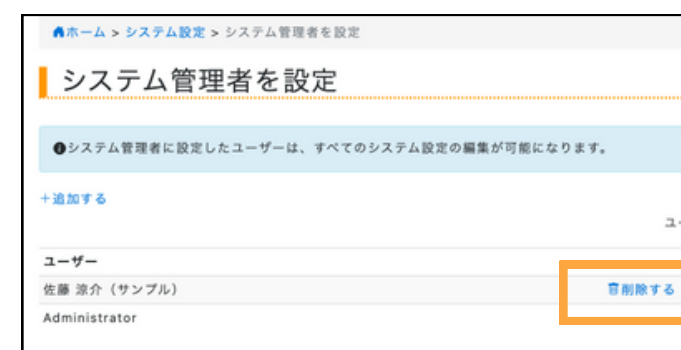 ホーム > システム設定 > システム管理者を設定
システム管理者を設定
システム管理者に設定したユーザーは、すべてのシステム設定の編集が可能になります。
+追加する
ユーザー
佐藤 涼介（サンプル） 削除する
Administrator